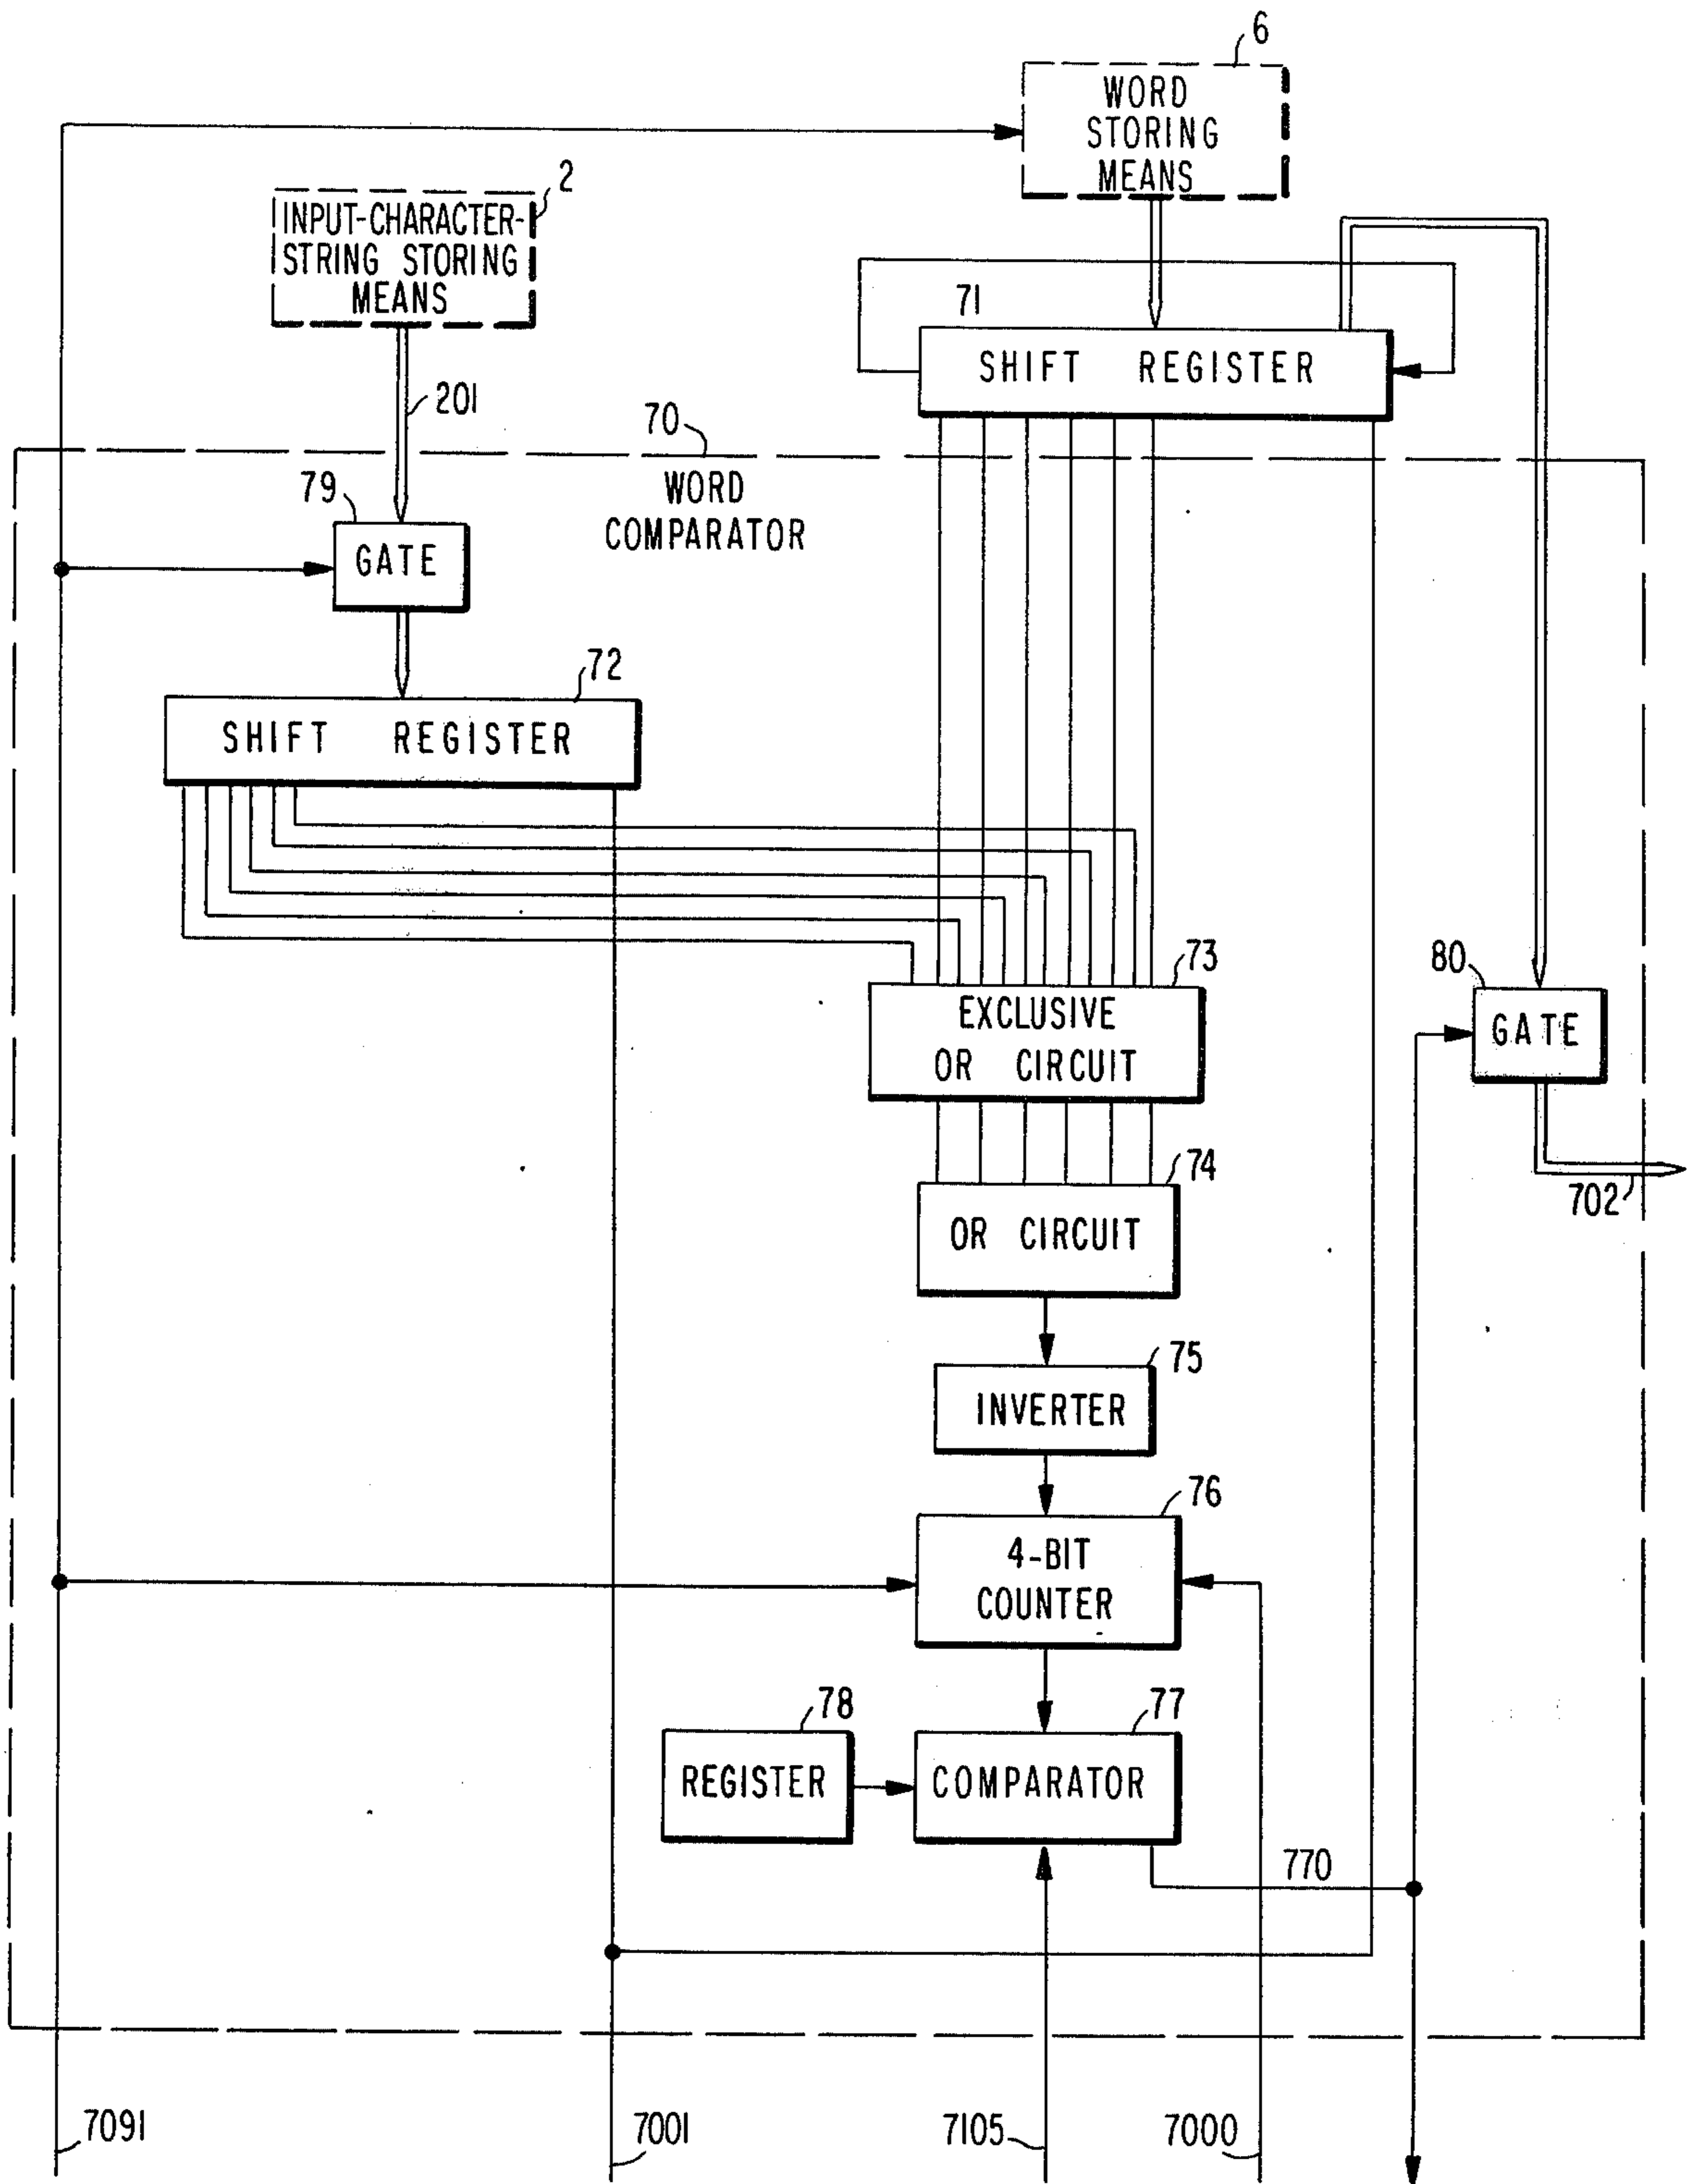 6
WORD
STORING
MEANS
2
INPUT-CHARACTER-
STRING STORING
MEANS
71
SHIFT REGISTER
201
70
WORD
COMPARATOR
79
GATE
72
SHIFT REGISTER
73
EXCLUSIVE
OR CIRCUIT
80
GATE
74
OR CIRCUIT
702
75
INVERTER
76
4-BIT
COUNTER
78
REGISTER
77
COMPARATOR
770
7091
7001
7105
7000